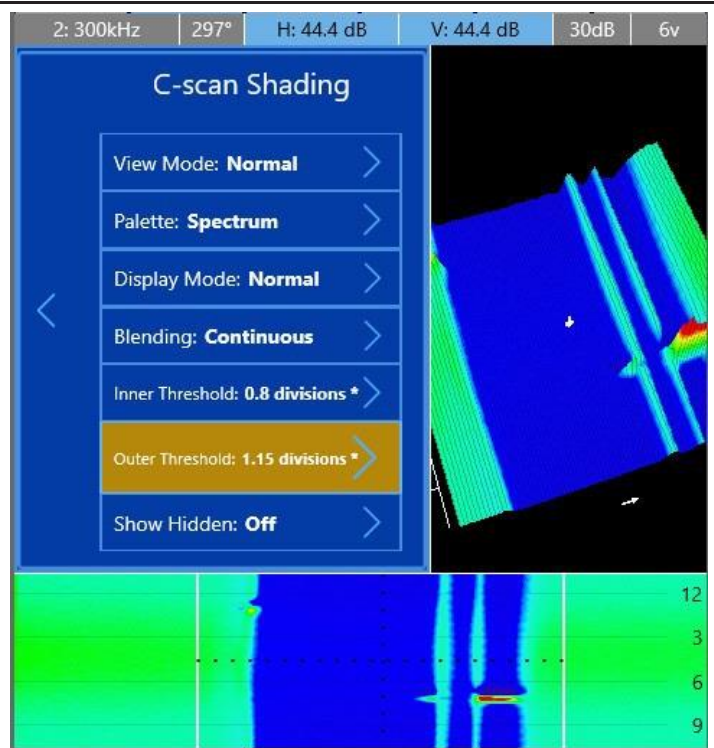 2: 300kHz 297° H: 44.4 dB V: 44.4 dB 30dB 6v
C-scan Shading
View Mode: Normal
Palette: Spectrum
Display Mode: Normal
Blending: Continuous
Inner Threshold: 0.8 divisions *
Outer Threshold: 1.15 divisions *
Show Hidden: Off
12
3
6
9